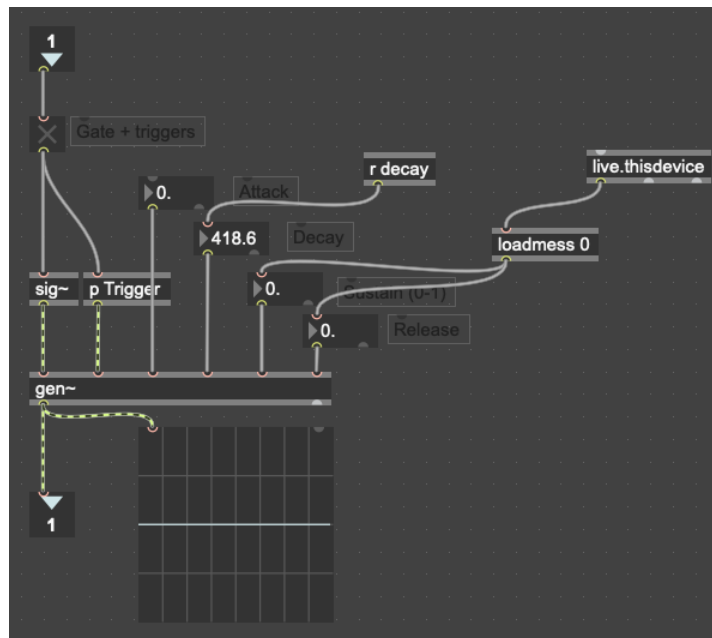 1
Gate + triggers
r decay
live.thisdevice
0.
Attack
418.6
Decay
loadmess 0
sig~
p Trigger
0.
Sustain (0-1)
0.
Release
gen~
1